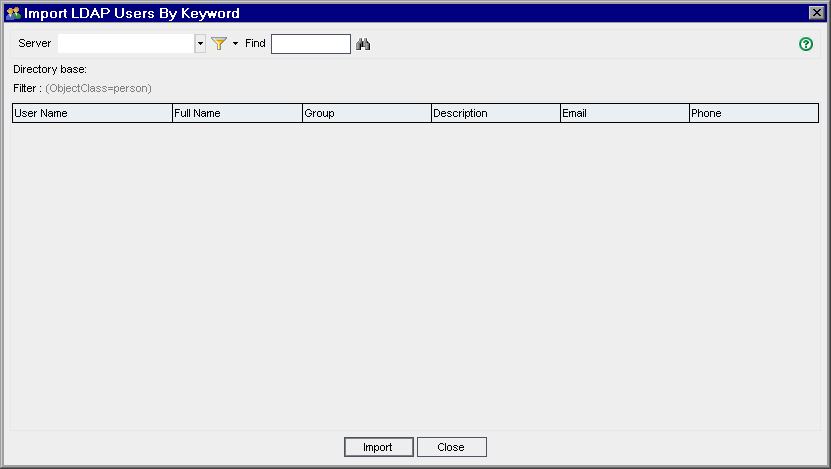 Import LDAP Users By Keyword
Server Find
Directory base:
Filter : (ObjectClass=person)
User Name Full Name Group Description Email Phone
Import Close